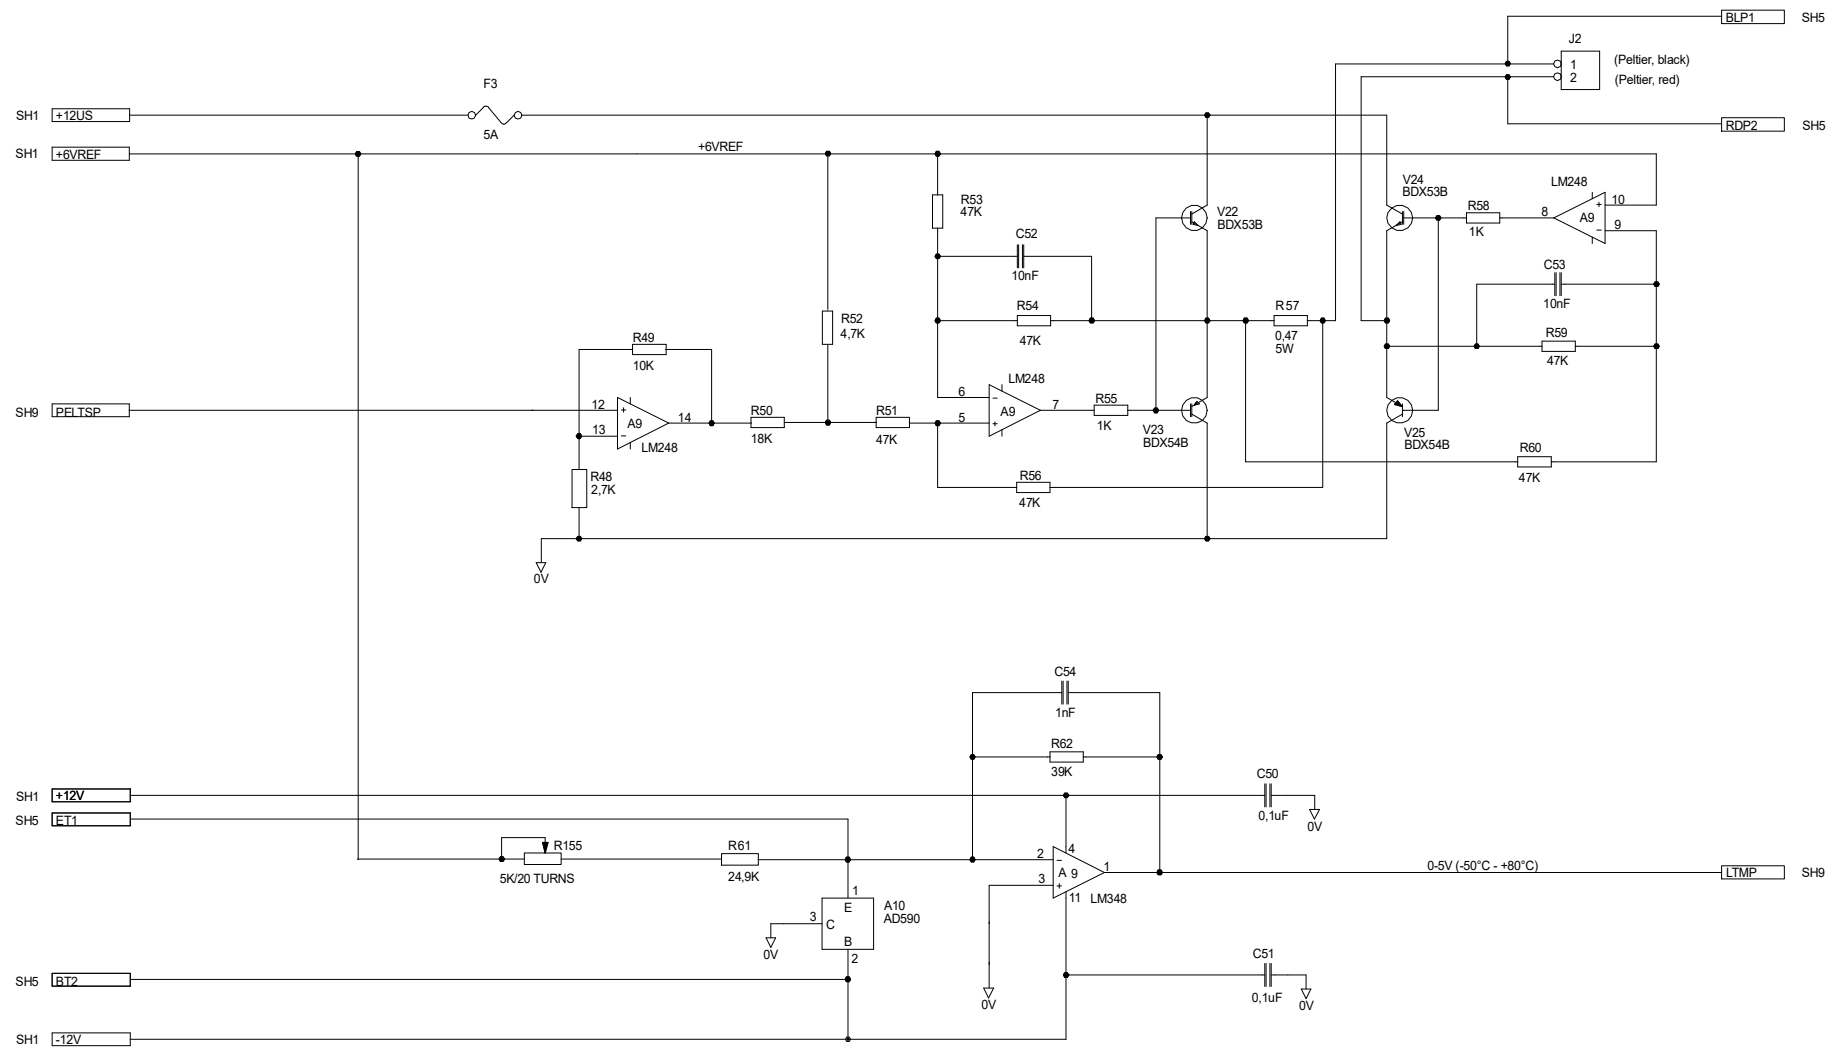 BLP1 SH5
J2
1 (Peltier, black)
2 (Peltier, red)
F3
SH1 +12US
5A
RDP2 SH5
SH1 +6VREF
+6VREF
V24
BDX53B
LM248
R53
47K
V22
BDX53B
R58
1K
8
A9
+
10
−
9
C52
10nF
C53
10nF
R54
47K
R57
0,47
5W
R52
4,7K
R59
47K
R49
10K
LM248
SH9 PELTSP
12
+
13
−
A9
14
LM248
R50
18K
R51
47K
6
−
5
+
A9
7
R55
1K
V23
BDX54B
V25
BDX54B
R60
47K
R48
2,7K
R56
47K
0V
C54
1nF
R62
39K
SH1 +12V
C50
0,1uF
0V
SH5 ET1
R155
5K/20 TURNS
R61
24,9K
2
−
3
+
4
A 9
1
11
LM348
0-5V (-50°C - +80°C)
LTMP SH9
1
E
3
C
B
2
A10
AD590
0V
0V
C51
0,1uF
0V
SH5 BT2
SH1 -12V